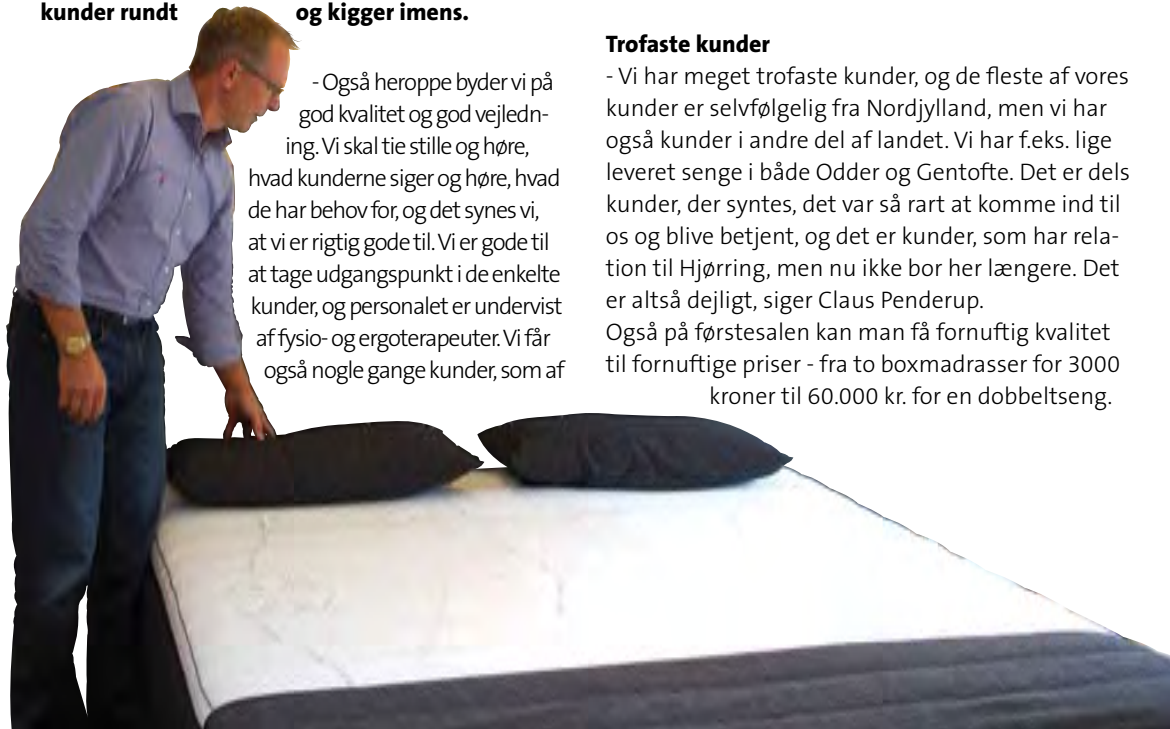 kunder rundt og kigger imens.
- Også heroppe byder vi på
god kvalitet og god vejledn-
ing. Vi skal tie stille og høre,
hvad kunderne siger og høre, hvad
de har behov for, og det synes vi,
at vi er rigtig gode til. Vi er gode til
at tage udgangspunkt i de enkelte
kunder, og personalet er undervist
af fysio- og ergoterapeuter. Vi får
også nogle gange kunder, som af
Trofaste kunder
- Vi har meget trofaste kunder, og de fleste af vores
kunder er selvfølgelig fra Nordjylland, men vi har
også kunder i andre del af landet. Vi har f.eks. lige
leveret senge i både Odder og Gentofte. Det er dels
kunder, der syntes, det var så rart at komme ind til
os og blive betjent, og det er kunder, som har rela-
tion til Hjørring, men nu ikke bor her længere. Det
er altså dejligt, siger Claus Penderup.
Også på førstesalen kan man få fornuftig kvalitet
til fornuftige priser - fra to boxmadrasser for 3000
kroner til 60.000 kr. for en dobbeltseng.